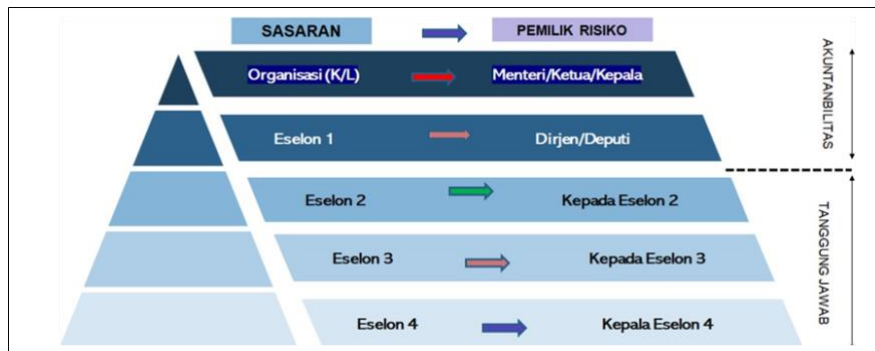 SASARAN PEMILIK RISIKO
Organisasi (K/L) Menteri/Ketua/Kepala
Eselon 1 Dirjen/Deputi
Eselon 2 Kepada Eselon 2
Eselon 3 Kepada Eselon 3
Eselon 4 Kepala Eselon 4
AKUNTANBILITAS
TANGGUNG JAWAB